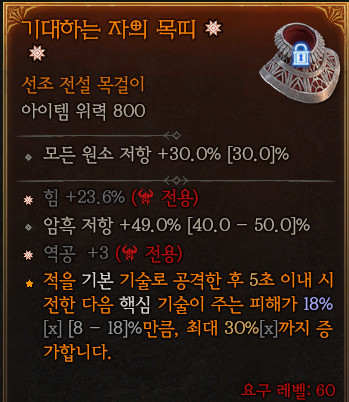 기대하는 자의 목띠
선조 전설 목걸이
아이템 위력 800
모든 원소 저항 +30.0% [30.0]%
힘 +23.6% (전용)
암흑 저항 +49.0% [40.0 - 50.0]%
역공 +3 (전용)
적을 기본 기술로 공격한 후 5초 이내 시
전한 다음 핵심 기술이 주는 피해가 18%
[x] [8 - 18]%만큼, 최대 30%[x]까지 증
가합니다.
요구 레벨: 60